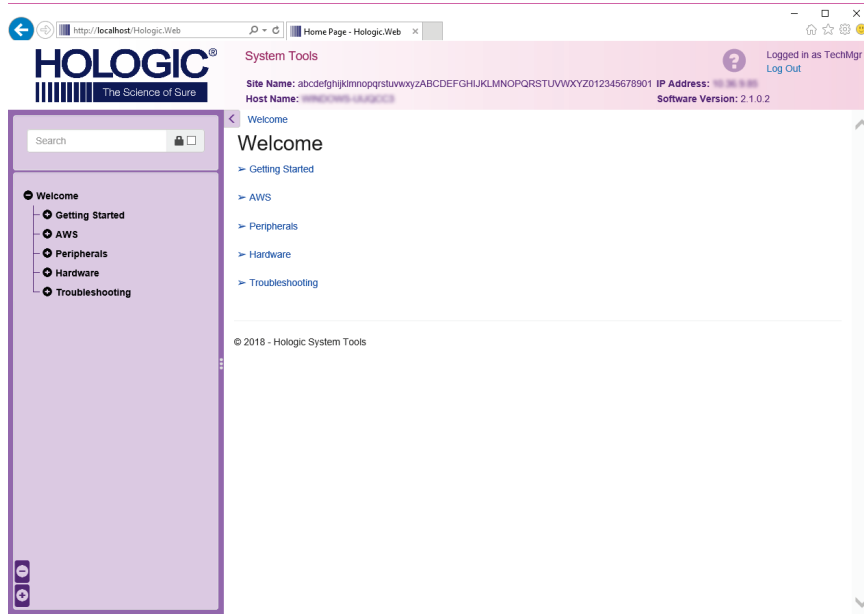 http://localhost/Hologic.Web
Home Page - Hologic.Web
HOLOGIC®
The Science of Sure
System Tools
Logged in as TechMgr
Log Out
Site Name: abcdefghijklmnopqrstuvwxyzABCDEFGHIJKLMNOPQRSTUVWXYZ012345678901 IP Address:
Host Name:
Software Version: 2.1.0.2
Search
Welcome
Getting Started
AWS
Peripherals
Hardware
Troubleshooting
Welcome
Welcome
➢ Getting Started
➢ AWS
➢ Peripherals
➢ Hardware
➢ Troubleshooting
© 2018 - Hologic System Tools